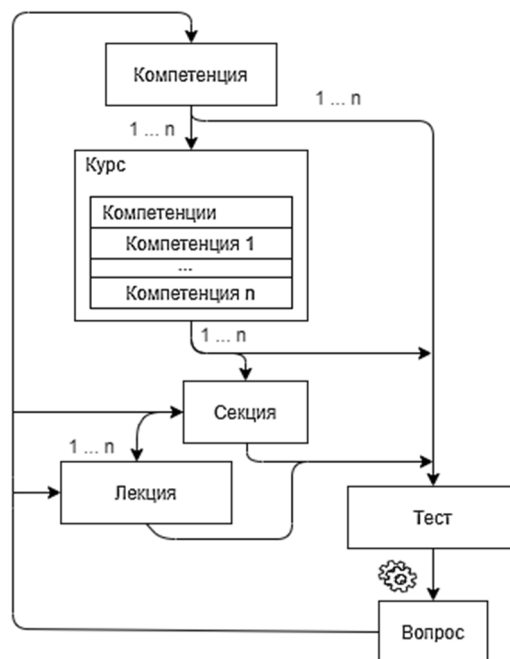 Компетенция
1 ... n
1 ... n
Курс
Компетенции
Компетенция 1
...
Компетенция n
1 ... n
Секция
1 ... n
Лекция
Тест
Вопрос